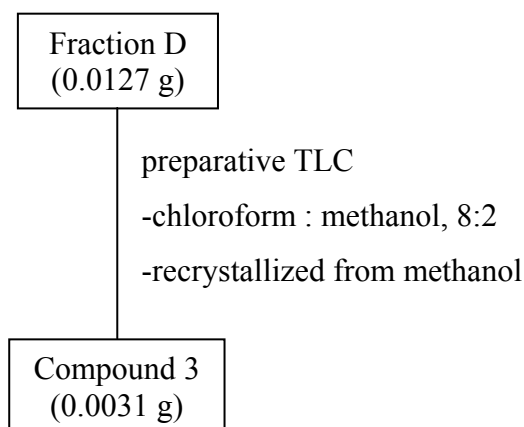 Fraction D
(0.0127 g)
preparative TLC
-chloroform : methanol, 8:2
-recrystallized from methanol
Compound 3
(0.0031 g)